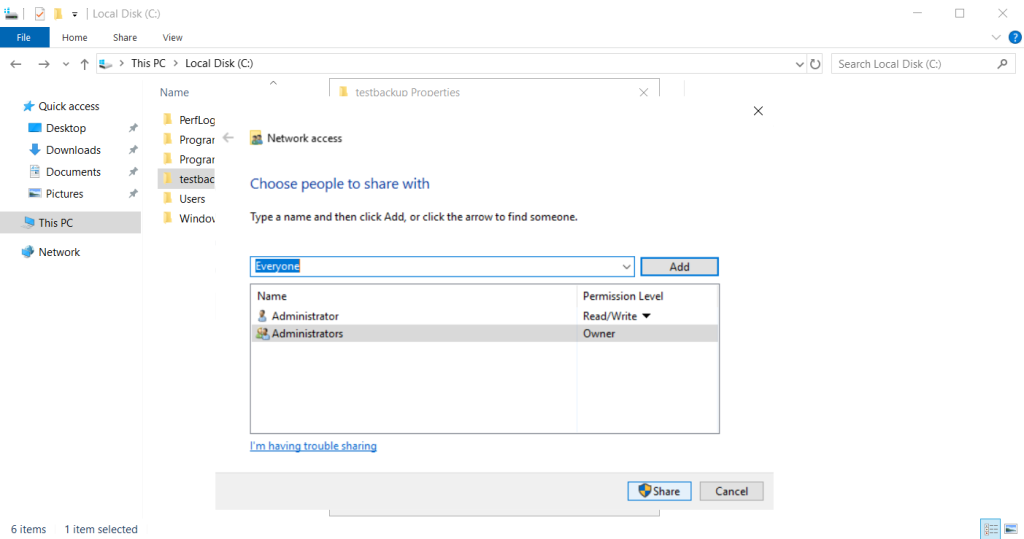 Local Disk (C:)
File Home Share View
This PC > Local Disk (C:)
Search Local Disk (C:)
Quick access
Desktop
Downloads
Documents
Pictures
This PC
Network
Name
PerfLog
Progran
Progran
testbac
Users
Window
testbackup Properties
Network access
Choose people to share with
Type a name and then click Add, or click the arrow to find someone.
Everyone
Add
Name Permission Level
Administrator Read/Write
Administrators Owner
I'm having trouble sharing
Share
Cancel
6 items 1 item selected